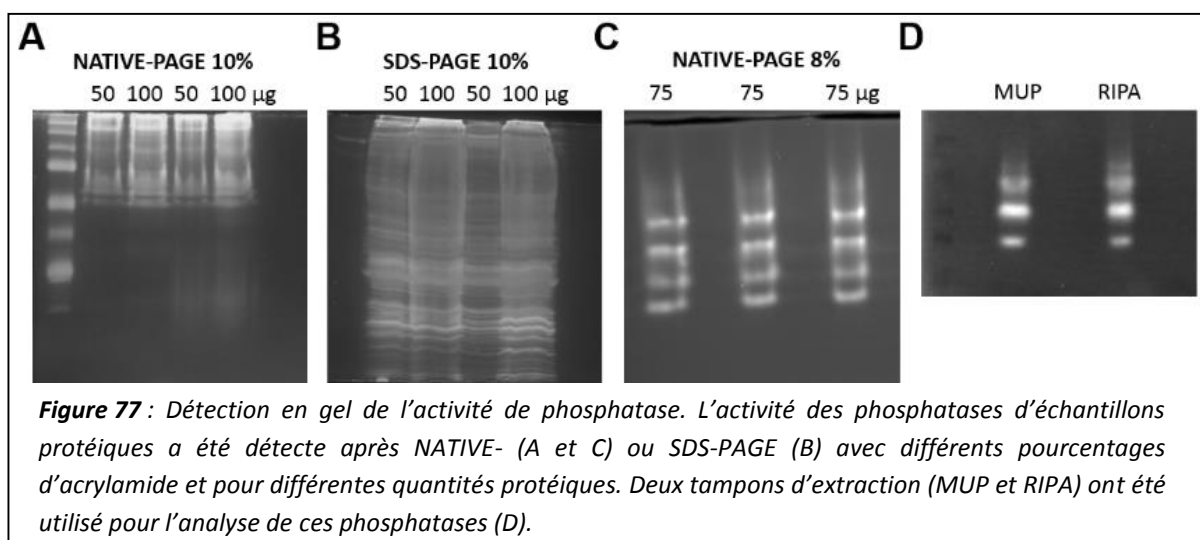 A B C D
NATIVE-PAGE 10% SDS-PAGE 10% NATIVE-PAGE 8%
50 100 50 100 µg 50 100 50 100 µg 75 75 75 µg MUP RIPA
Figure 77 : Détection en gel de l’activité de phosphatase. L’activité des phosphatases d’échantillons
protéiques a été détecte après NATIVE- (A et C) ou SDS-PAGE (B) avec différents pourcentages
d’acrylamide et pour différentes quantités protéiques. Deux tampons d’extraction (MUP et RIPA) ont été
utilisé pour l’analyse de ces phosphatases (D).